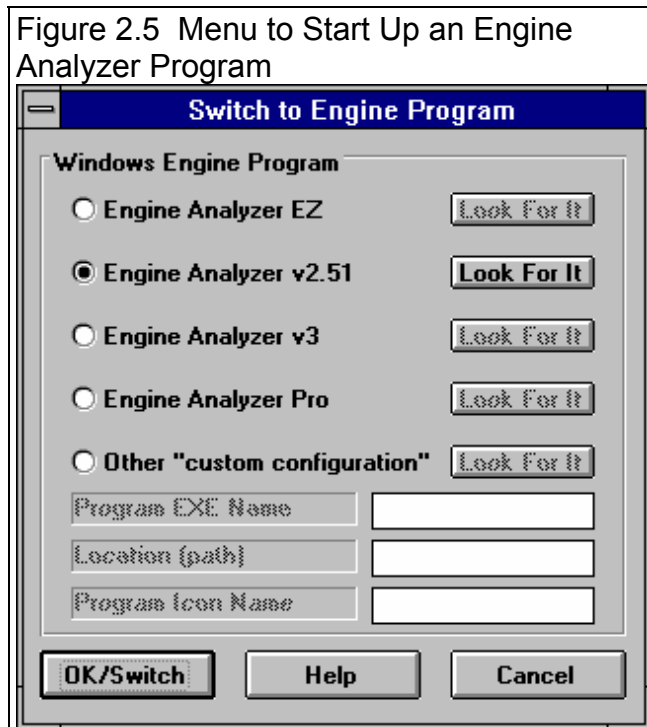 Figure 2.5  Menu to Start Up an Engine
Analyzer Program
Switch to Engine Program
Windows Engine Program
Engine Analyzer EZ Look For It
Engine Analyzer v2.51 Look For It
Engine Analyzer v3 Look For It
Engine Analyzer Pro Look For It
Other "custom configuration" Look For It
Program EXE Name
Location (path)
Program Icon Name
OK/Switch Help Cancel